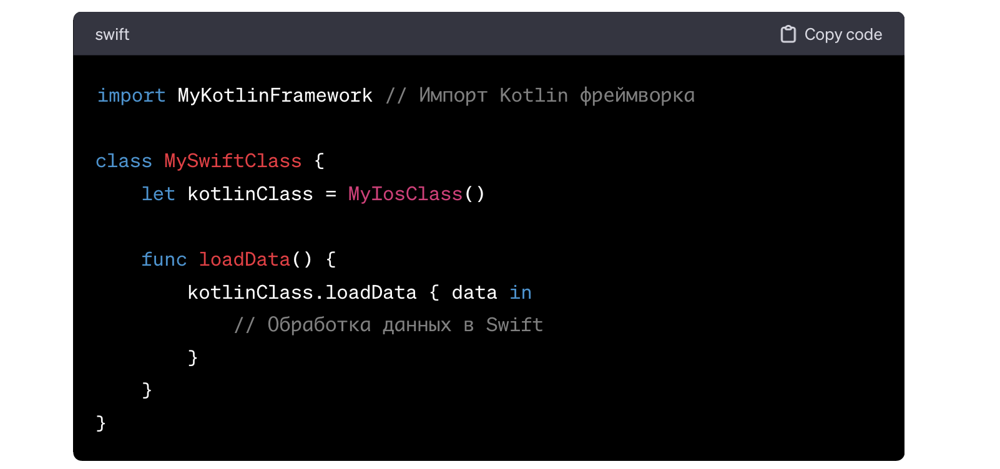 swift
Copy code
import MyKotlinFramework // Импорт Kotlin фреймворка
class MySwiftClass {
    let kotlinClass = MyIosClass()
    func loadData() {
        kotlinClass.loadData { data in
            // Обработка данных в Swift
        }
    }
}